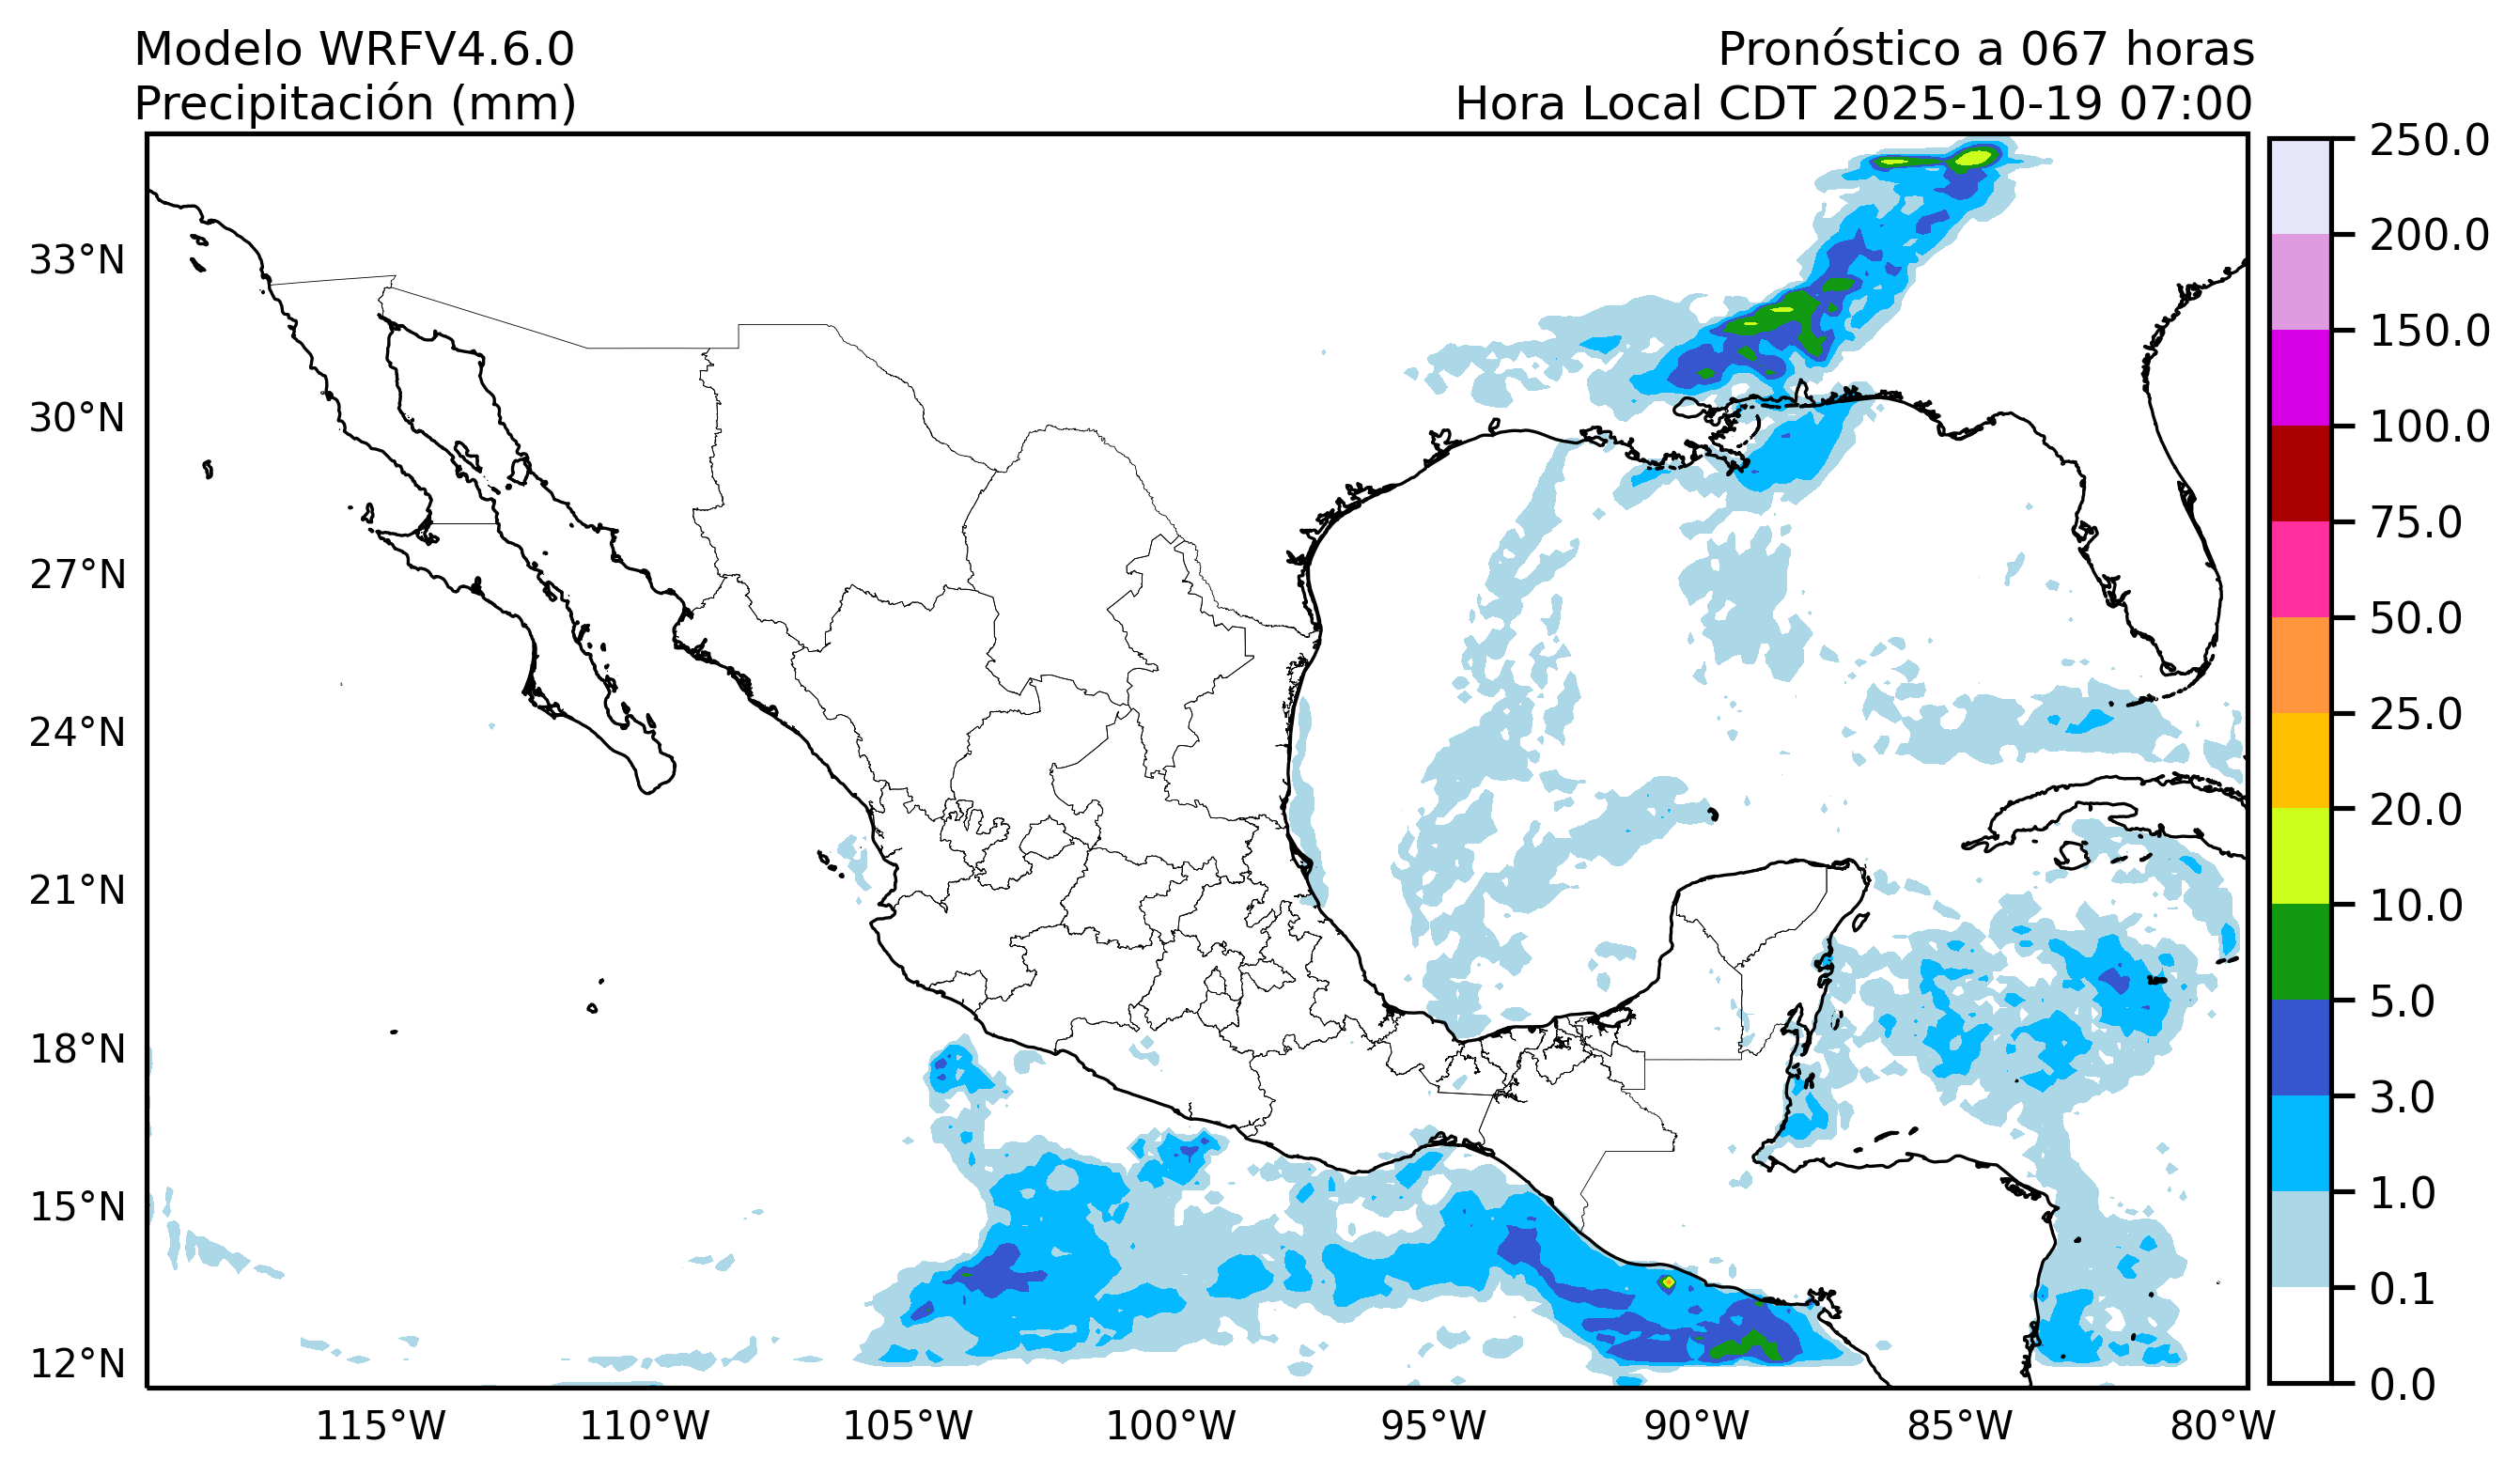 Modelo WRFV4.6.0
Precipitación (mm)
Pronóstico a 067 horas
Hora Local CDT 2025-10-19 07:00
33°N
30°N
27°N
24°N
21°N
18°N
15°N
12°N
115°W
110°W
105°W
100°W
95°W
90°W
85°W
80°W
250.0
200.0
150.0
100.0
75.0
50.0
25.0
20.0
10.0
5.0
3.0
1.0
0.1
0.0